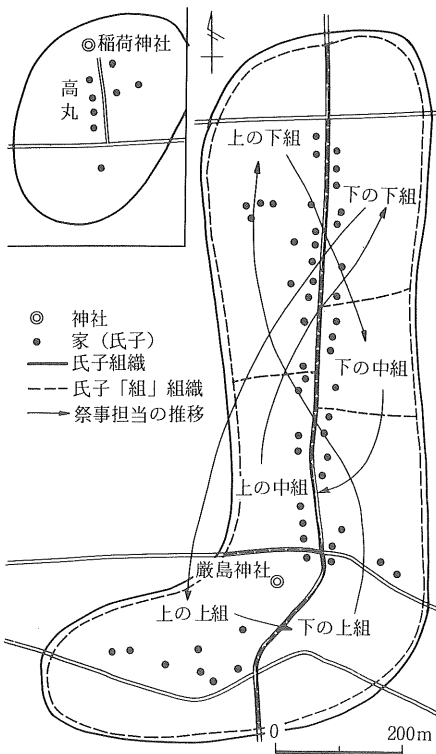 稲荷神社
高丸
上の下組
下の下組
神社
家（氏子）
氏子組織
氏子「組」組織
祭事担当の推移
下の中組
上の中組
厳島神社
上の上組
下の上組
0
200m